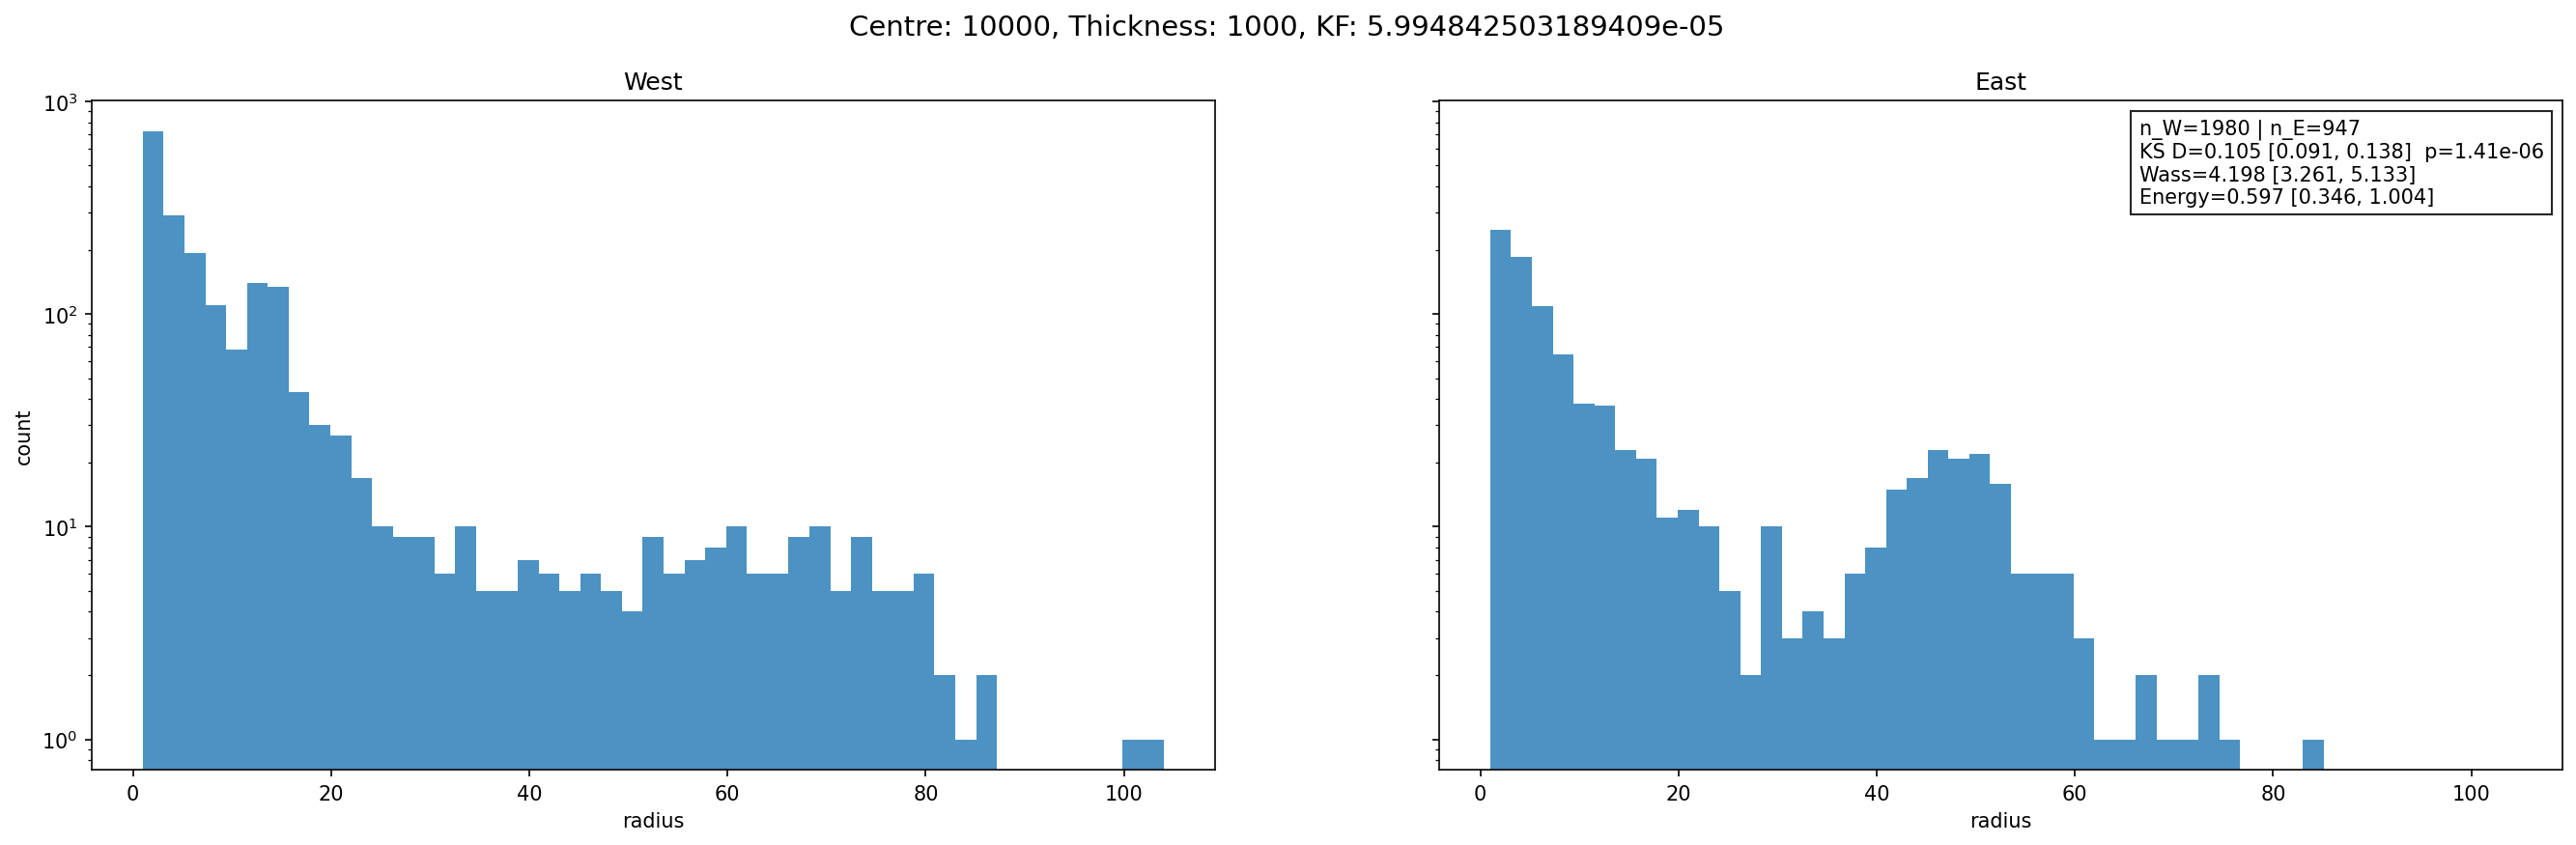 Centre: 10000, Thickness: 1000, KF: 5.994842503189409e-05
West
10³
10²
10¹
10⁰
count
0 20 40 60 80 100
radius
East
n_W=1980 | n_E=947
KS D=0.105 [0.091, 0.138]  p=1.41e-06
Wass=4.198 [3.261, 5.133]
Energy=0.597 [0.346, 1.004]
0 20 40 60 80 100
radius